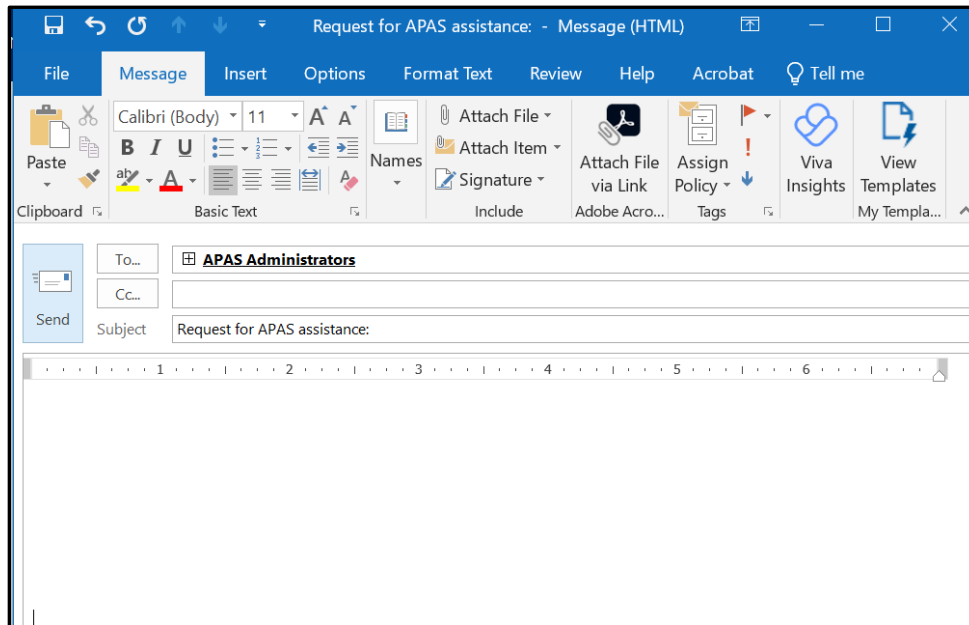 Request for APAS assistance: - Message (HTML)
File Message Insert Options Format Text Review Help Acrobat Tell me
Calibri (Body) 11 A A
Attach File
B I U
Attach Item
Paste Names Attach File Assign Viva View
ab A Signature via Link Policy Insights Templates
Clipboard Basic Text Include Adobe Acro... Tags My Templa...
To... APAS Administrators
Cc...
Send Subject Request for APAS assistance:
1 2 3 4 5 6